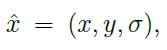 x̂ = (x, y, σ),